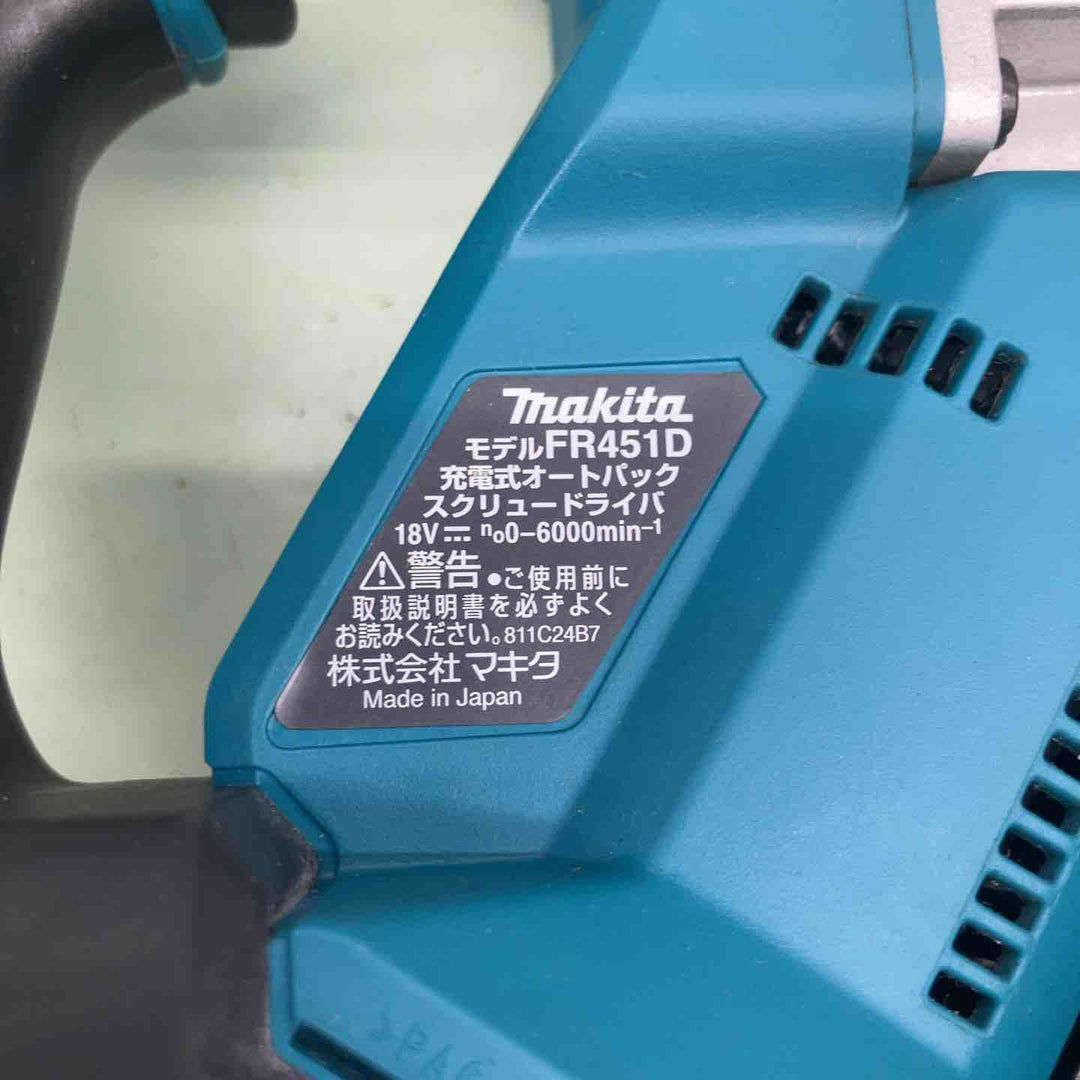 makita
モデルFR451D
充電式オートパック
スクリュードライバ
18V⎓ n₀0-6000min⁻¹
⚠警告 ●ご使用前に
取扱説明書を必ずよく
お読みください。811C24B7
株式会社マキタ
Made in Japan